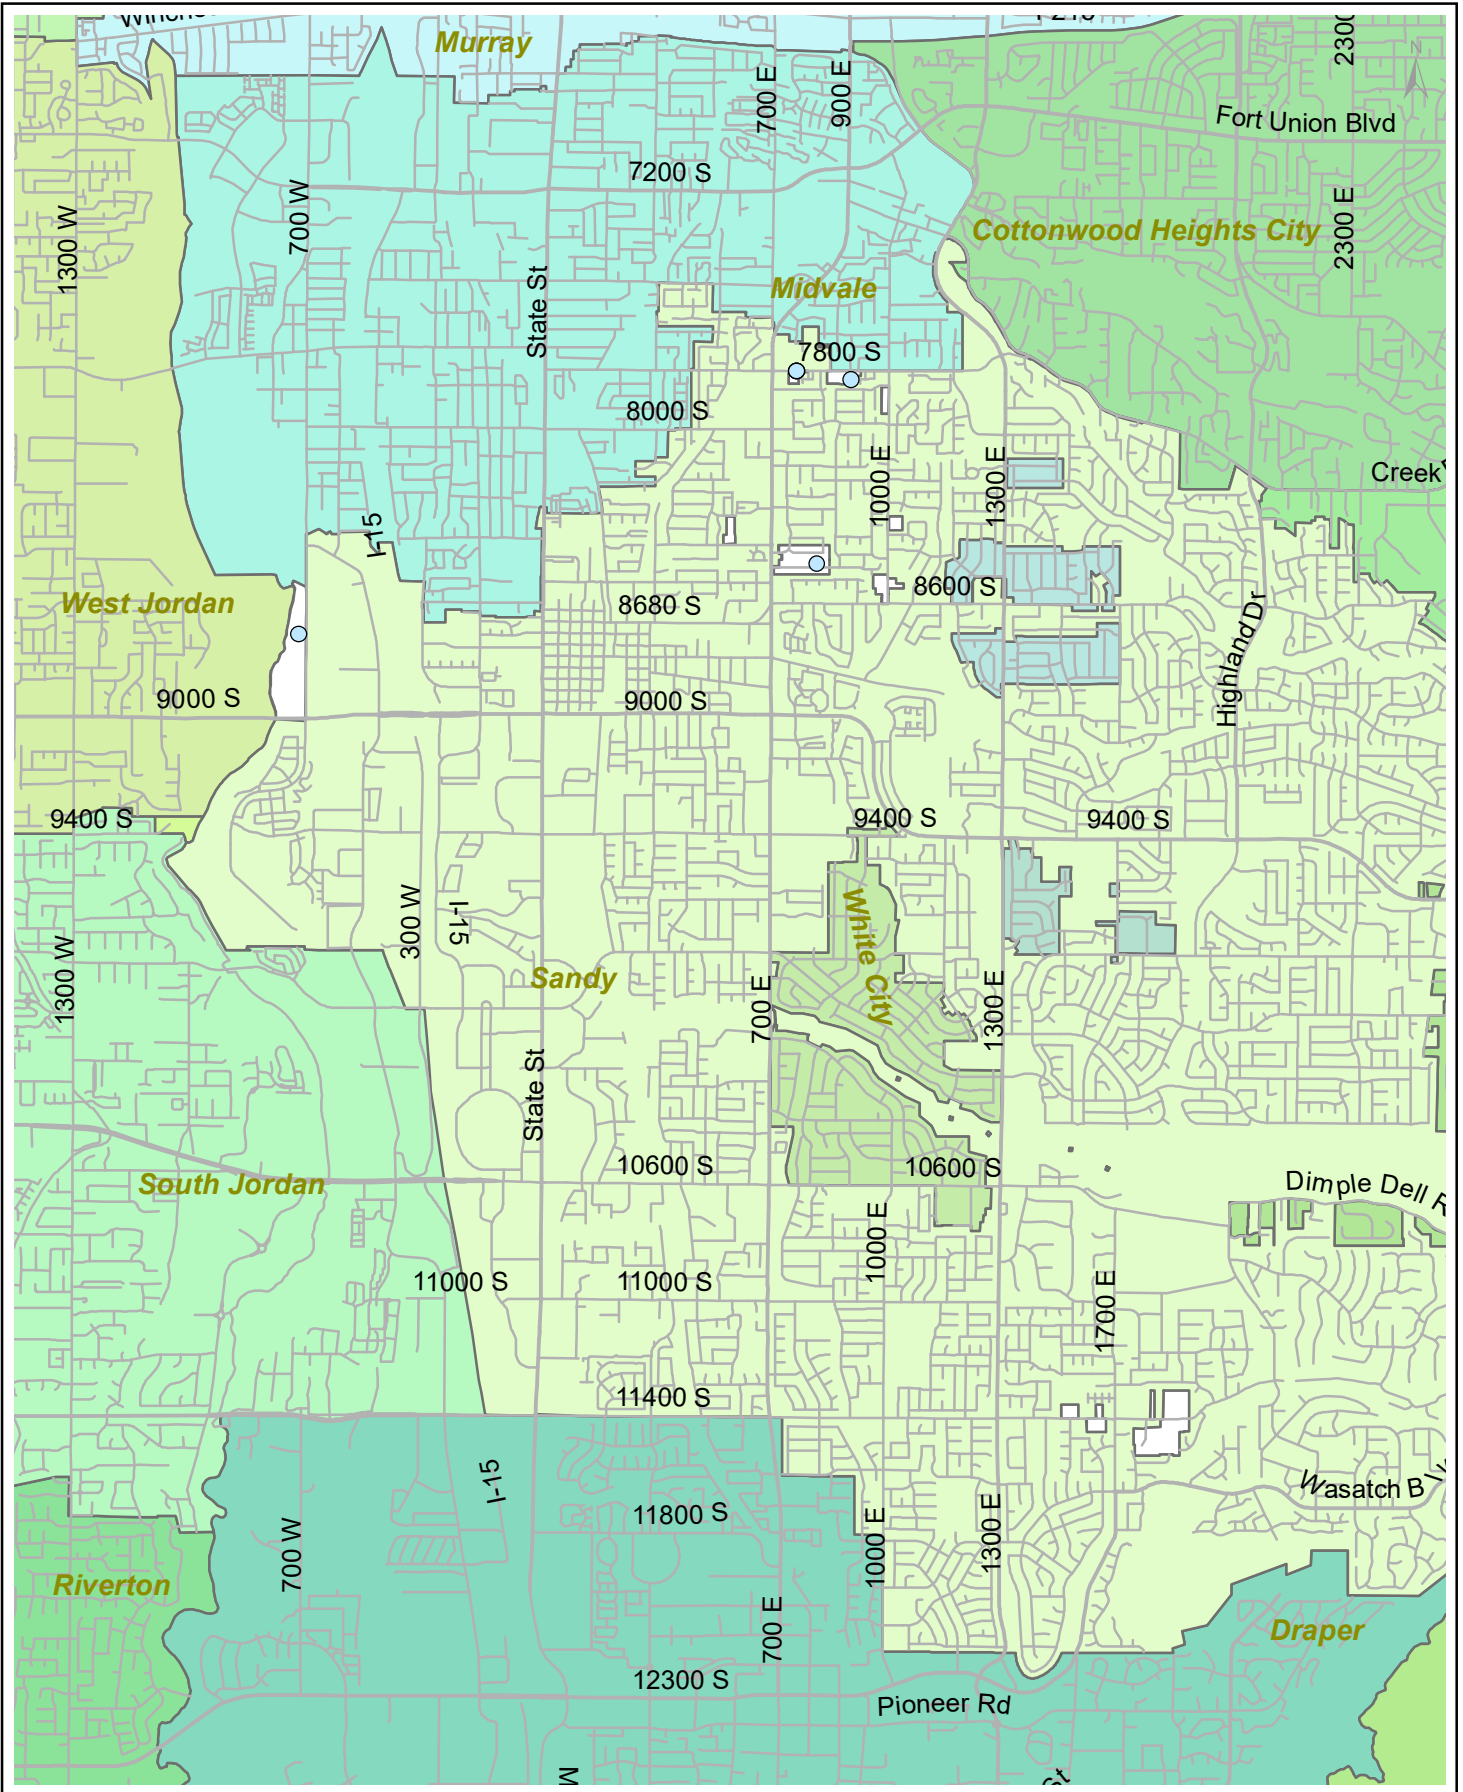 Murray
2300
700 E
900 E
Fort Union Blvd
7200 S
700 W
1300 W
2300 E
Cottonwood Heights City
State St
Midvale
7800 S
8000 S
1000 E
1300 E
Creek
I-15
8600 S
West Jordan
8680 S
Highland Dr
9000 S
9000 S
9400 S
9400 S
9400 S
300 W
I-15
White City
1300 W
Sandy
700 E
1300 E
State St
10600 S
10600 S
South Jordan
Dimple Dell R
1000 E
11000 S
11000 S
1700 E
11400 S
I-15
Wasatch B
11800 S
700 W
1000 E
1300 E
Riverton
700 E
Draper
12300 S
Pioneer Rd
M
St
N